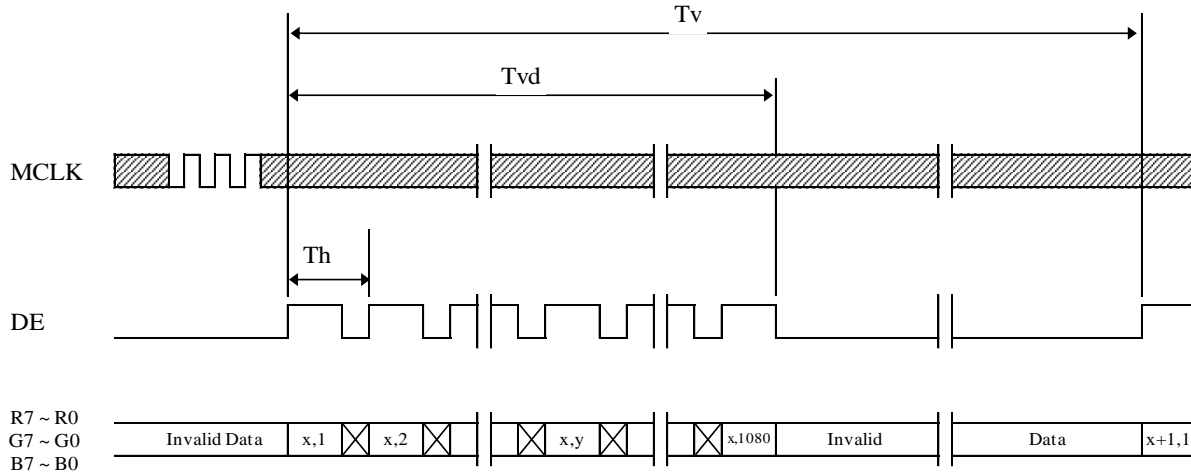 Tv
Tvd
MCLK
Th
DE
R7 ~ R0
G7 ~ G0
B7 ~ B0
Invalid Data x,1 x,2 x,y x,1080 Invalid Data x+1,1